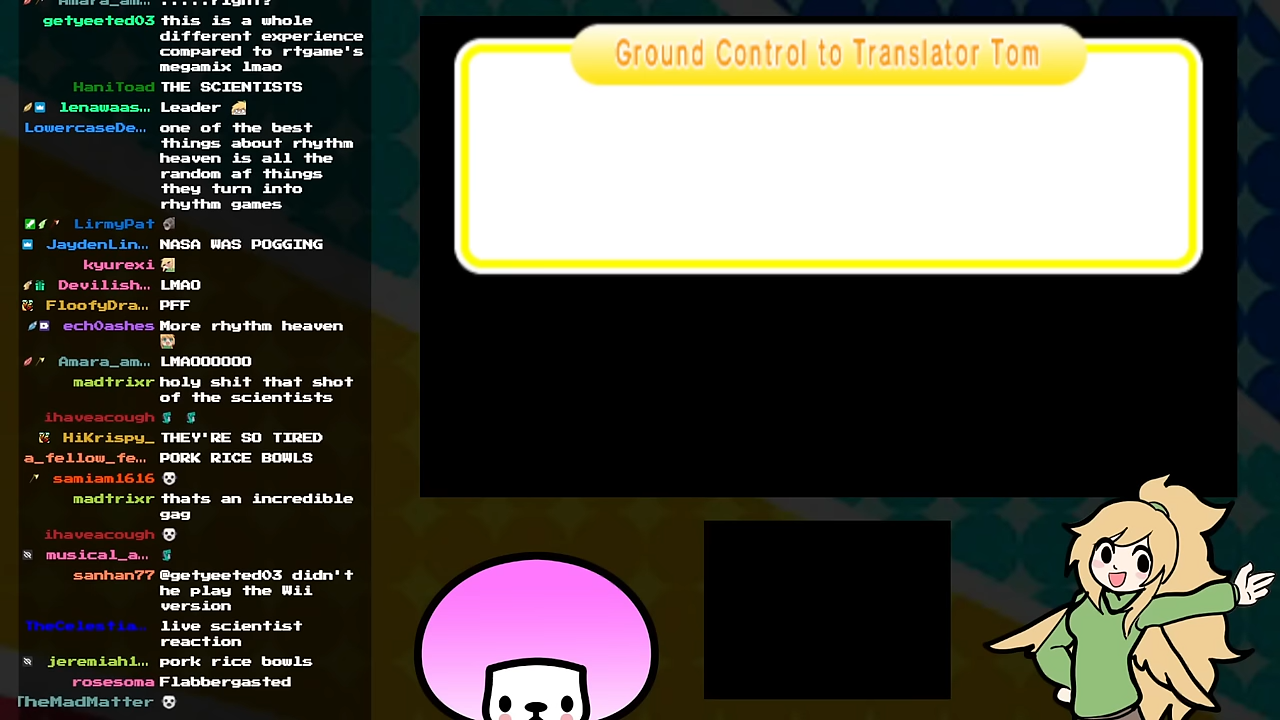 .....right?
getyeeted03 this is a whole
different experience
compared to rtgame's
megamix lmao
HaniToad THE SCIENTISTS
lenawaas... Leader
LowercaseDe... one of the best
things about rhythm
heaven is all the
random af things
they turn into
rhythm games
LirmyPat
JaydenLin... NASA WAS POGGING
kyurexi
Devilish... LMAO
FloofyDra... PFF
ech0ashes More rhythm heaven
Amara_am... LMAOOOOOO
madtrixr holy shit that shot
of the scientists
ihaveacough
HiKrispy_ THEY'RE SO TIRED
a_fellow_fe... PORK RICE BOWLS
samiam1616
madtrixr thats an incredible
gag
ihaveacough
musical_a...
sanhan77 @getyeeted03 didn't
he play the Wii
version
TheCelestia... live scientist
reaction
jeremiah1... pork rice bowls
rosesoma Flabbergasted
TheMadMatter
Ground Control to Translator Tom